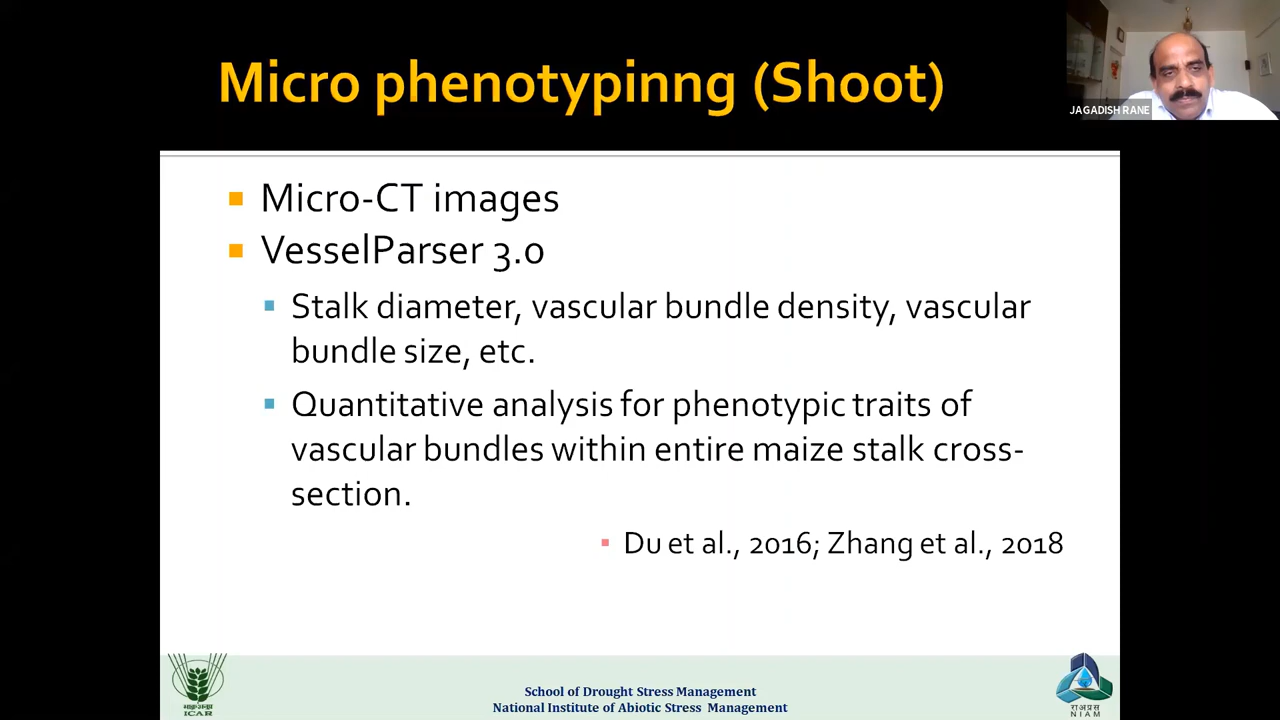 Micro phenotypinng (Shoot)
JAGADISH RANE
Micro-CT images
VesselParser 3.0
Stalk diameter, vascular bundle density, vascular
bundle size, etc.
Quantitative analysis for phenotypic traits of
vascular bundles within entire maize stalk cross-
section.
Du et al., 2016; Zhang et al., 2018
School of Drought Stress Management
National Institute of Abiotic Stress Management
ICAR
NIAM